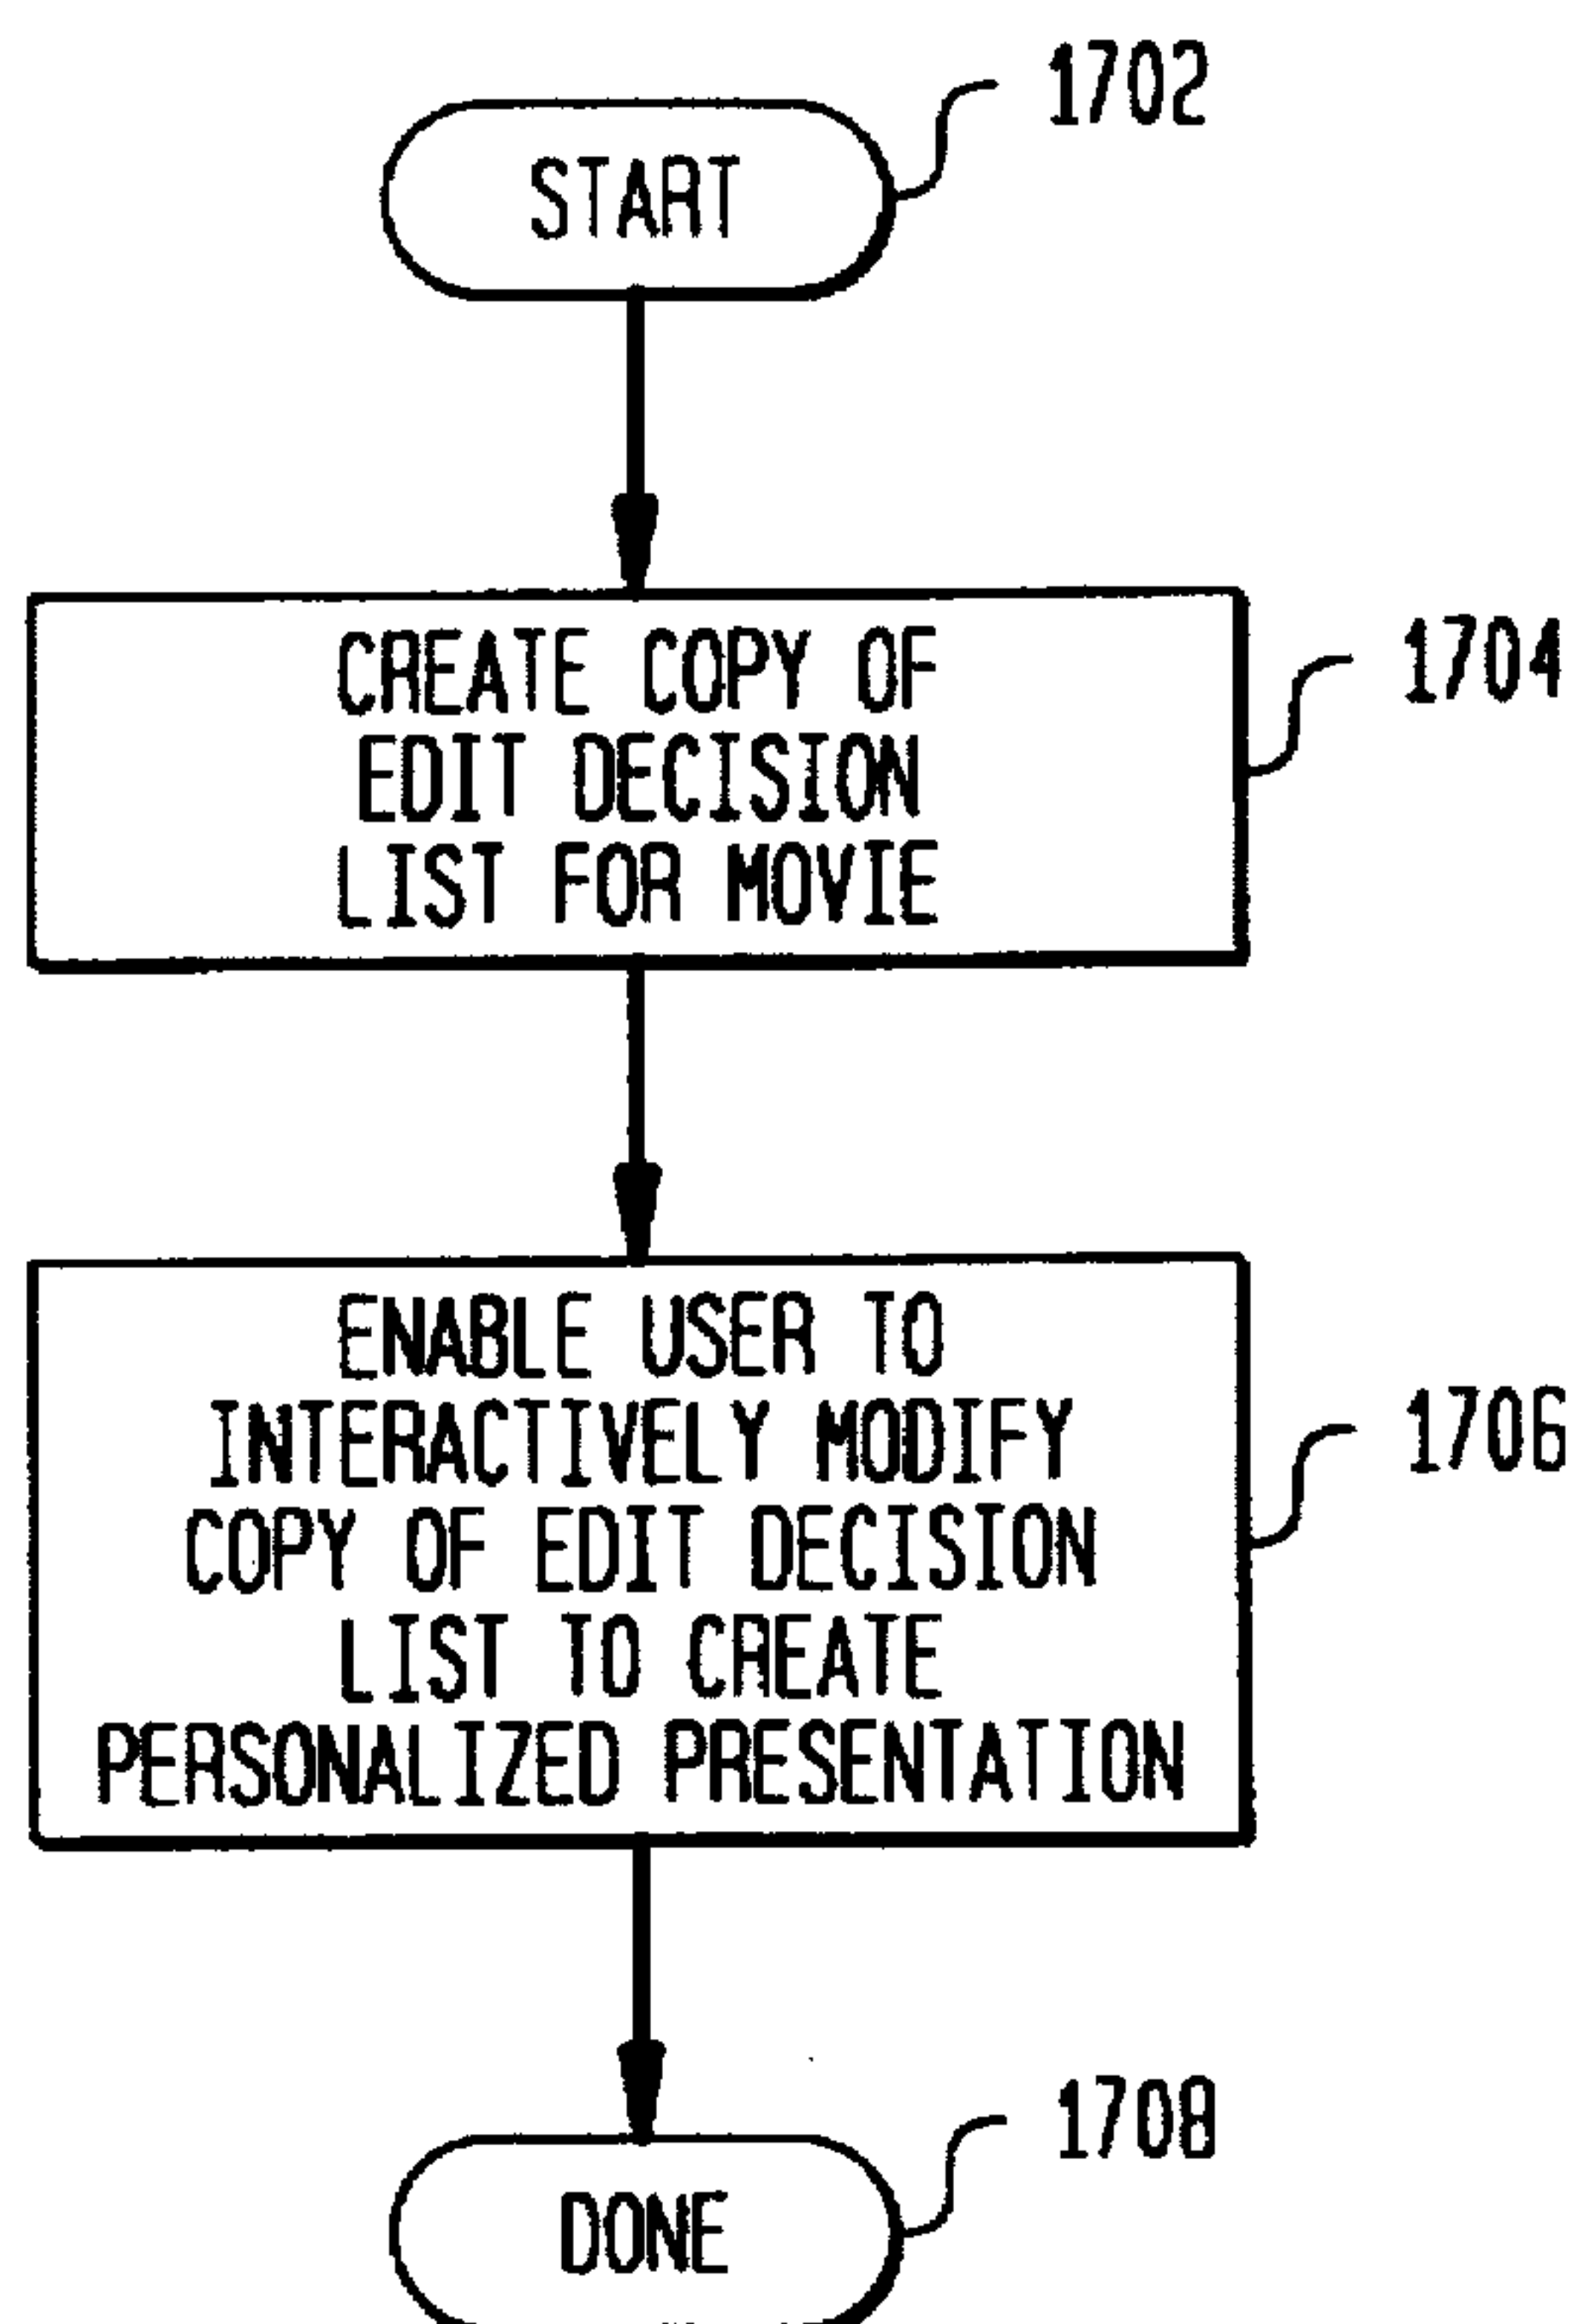 1702
START
CREATE COPY OF
EDIT DECISION
LIST FOR MOVIE
1704
ENABLE USER TO
INTERACTIVELY MODIFY
COPY OF EDIT DECISION
LIST TO CREATE
PERSONALIZED PRESENTATION
1706
1708
DONE